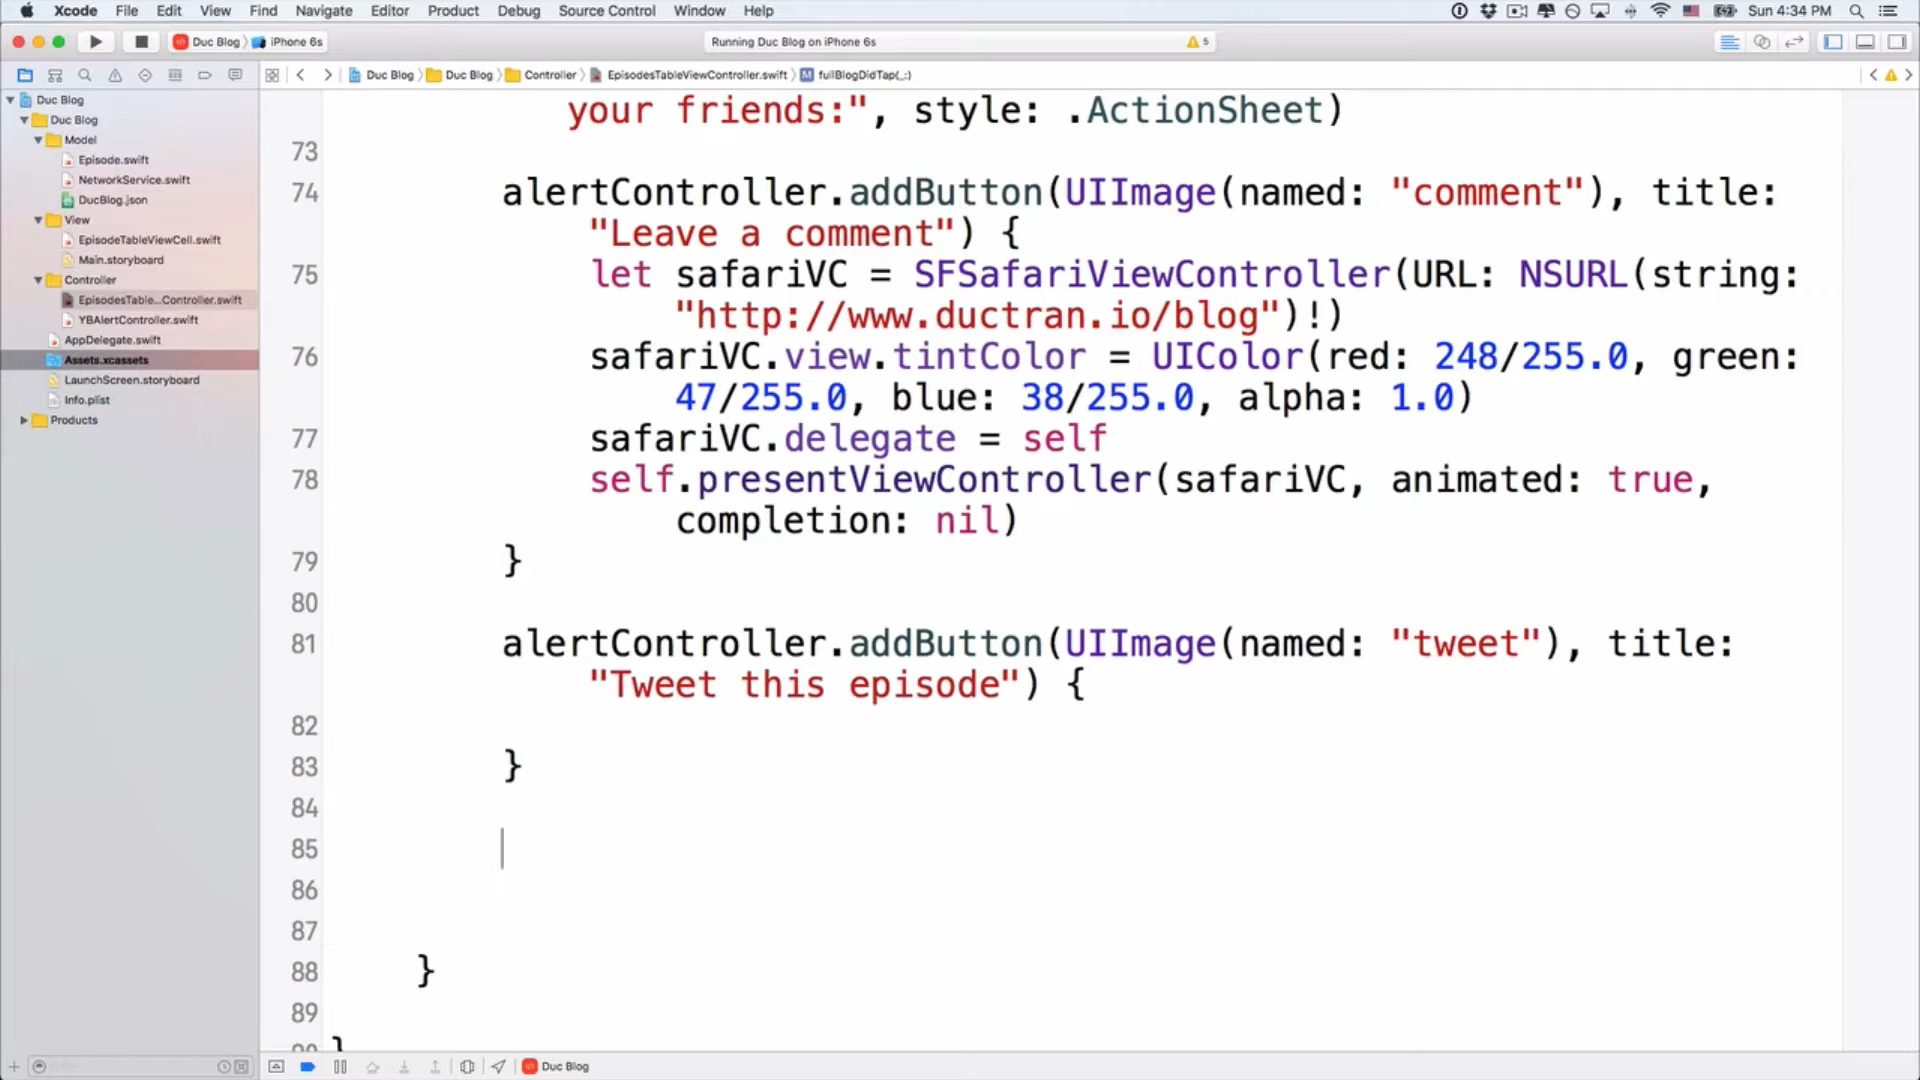 Xcode File Edit View Find Navigate Editor Product Debug Source Control Window Help Sun 4:34 PM
Duc Blog iPhone 6s Running Duc Blog on iPhone 6s 5
Duc Blog Duc Blog Controller EpisodesTableViewController.swift M fullBlogDidTap(_:)
Duc Blog
Duc Blog
Model
Episode.swift
NetworkService.swift
DucBlog.json
View
EpisodeTableViewCell.swift
Main.storyboard
Controller
EpisodesTable...Controller.swift
YBAlertController.swift
AppDelegate.swift
Assets.xcassets
LaunchScreen.storyboard
Info.plist
Products
your friends:", style: .ActionSheet)
73
74 alertController.addButton(UIImage(named: "comment"), title:
"Leave a comment") {
75 let safariVC = SFSafariViewController(URL: NSURL(string:
"http://www.ductran.io/blog")!)
76 safariVC.view.tintColor = UIColor(red: 248/255.0, green:
47/255.0, blue: 38/255.0, alpha: 1.0)
77 safariVC.delegate = self
78 self.presentViewController(safariVC, animated: true,
completion: nil)
79 }
80
81 alertController.addButton(UIImage(named: "tweet"), title:
"Tweet this episode") {
82
83 }
84
85
86
87
88 }
89
90 }
Duc Blog